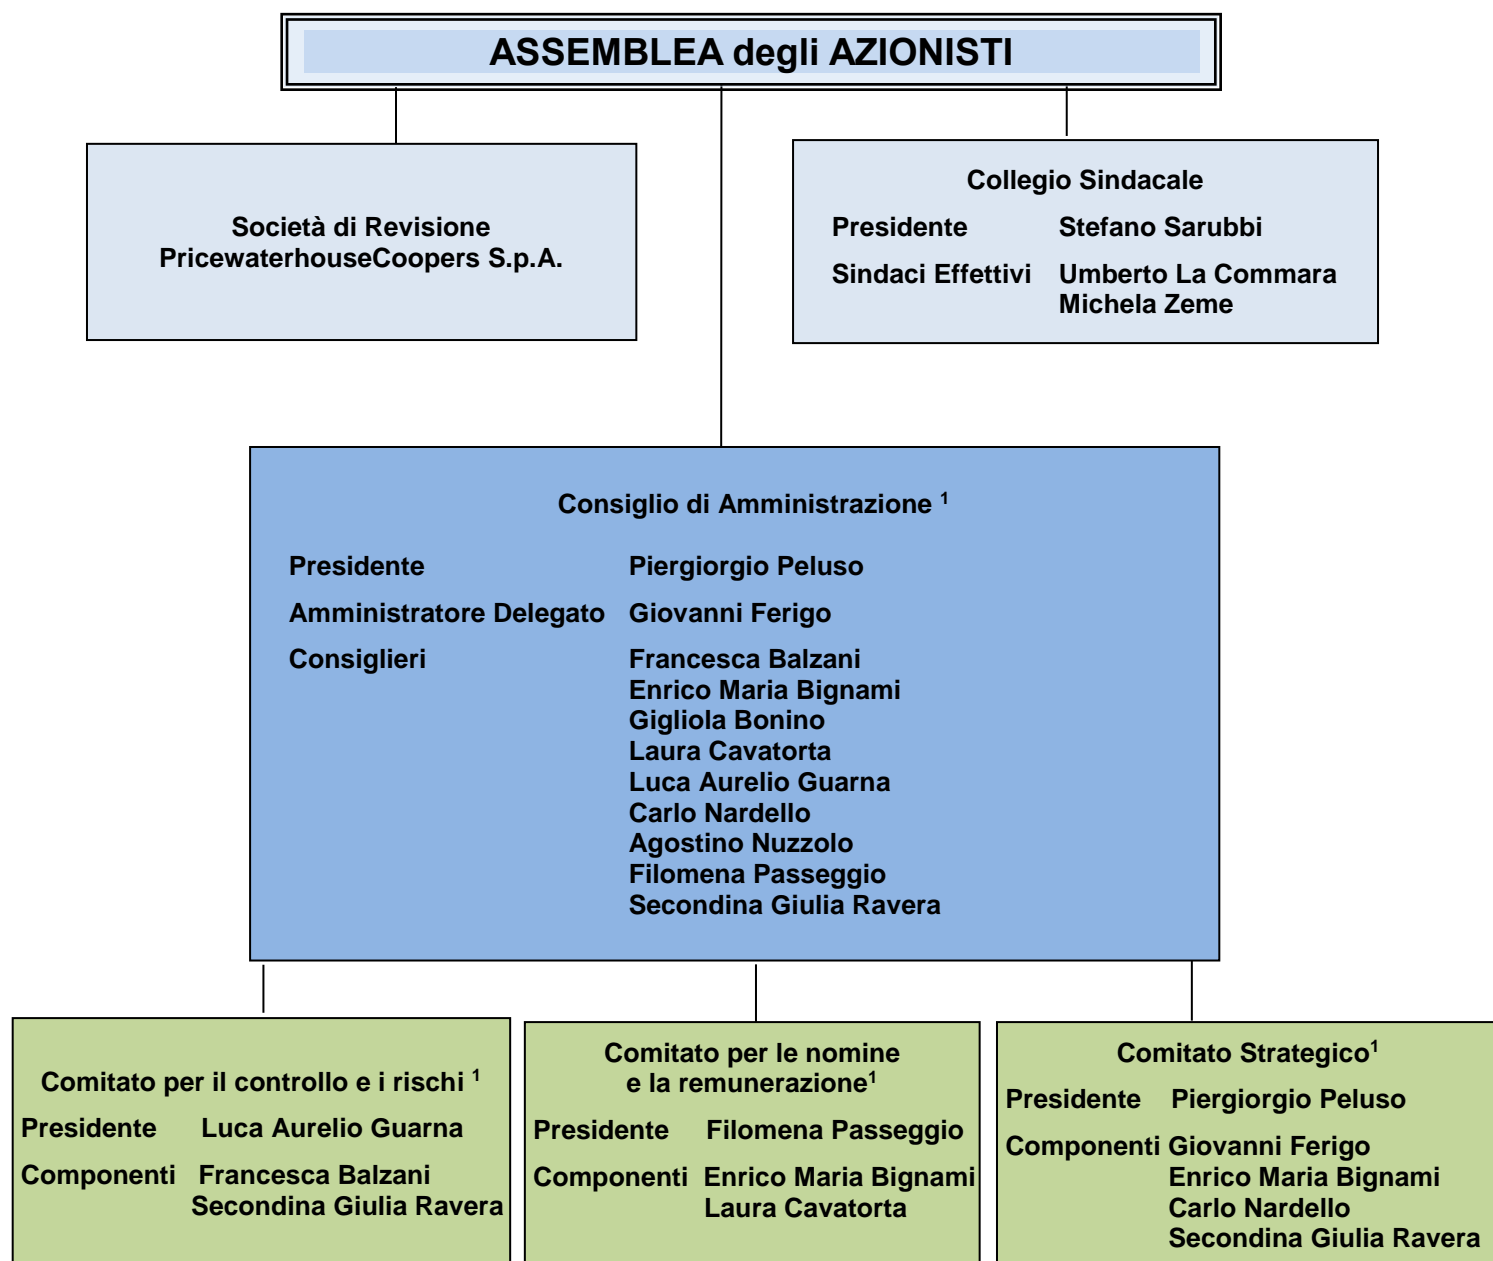 ASSEMBLEA degli AZIONISTI
Società di Revisione
PricewaterhouseCoopers S.p.A.
Collegio Sindacale
Presidente Stefano Sarubbi
Sindaci Effettivi Umberto La Commara
Michela Zeme
Consiglio di Amministrazione ¹
Presidente Piergiorgio Peluso
Amministratore Delegato Giovanni Ferigo
Consiglieri Francesca Balzani
Enrico Maria Bignami
Gigliola Bonino
Laura Cavatorta
Luca Aurelio Guarna
Carlo Nardello
Agostino Nuzzolo
Filomena Passeggio
Secondina Giulia Ravera
Comitato per il controllo e i rischi ¹
Presidente Luca Aurelio Guarna
Componenti Francesca Balzani
Secondina Giulia Ravera
Comitato per le nomine
e la remunerazione¹
Presidente Filomena Passeggio
Componenti Enrico Maria Bignami
Laura Cavatorta
Comitato Strategico¹
Presidente Piergiorgio Peluso
Componenti Giovanni Ferigo
Enrico Maria Bignami
Carlo Nardello
Secondina Giulia Ravera